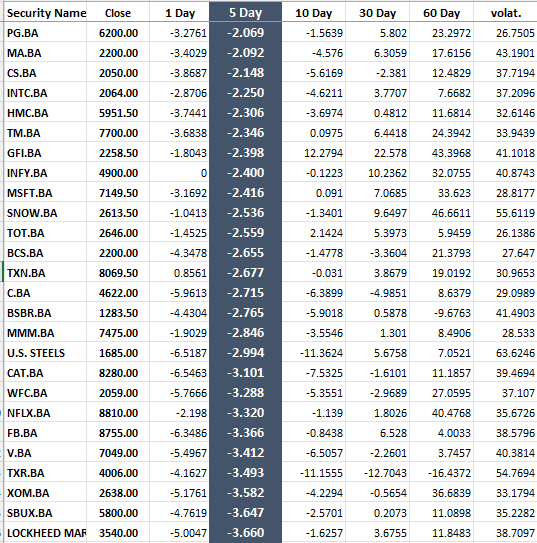 Security Name Close 1 Day 5 Day 10 Day 30 Day 60 Day volat.
PG.BA 6200.00 -3.2761 -2.069 -1.5639 5.802 23.2972 26.7505
MA.BA 2200.00 -3.4029 -2.092 -4.576 6.3059 17.6156 43.1901
CS.BA 2050.00 -3.8687 -2.148 -5.6169 -2.381 12.4829 37.7194
INTC.BA 2064.00 -2.8706 -2.250 -4.6211 3.7707 7.6682 37.2096
HMC.BA 5951.50 -3.7441 -2.306 -3.6974 0.4812 11.6814 32.6146
TM.BA 7700.00 -3.6838 -2.346 0.0975 6.4418 24.3942 33.9439
GFI.BA 2258.50 -1.8043 -2.398 12.2794 22.578 43.3968 41.1018
INFY.BA 4900.00 0 -2.400 -0.1223 10.2362 32.0755 40.8743
MSFT.BA 7149.50 -3.1692 -2.416 0.091 7.0685 33.623 28.8177
SNOW.BA 2613.50 -1.0413 -2.536 -1.3401 9.6497 46.6611 55.6119
TOT.BA 2646.00 -1.4525 -2.559 2.1424 5.3973 5.9459 26.1386
BCS.BA 2200.00 -4.3478 -2.655 -1.4778 -3.3604 21.3793 27.647
TXN.BA 8069.50 0.8561 -2.677 -0.031 3.8679 19.0192 30.9653
C.BA 4622.00 -5.9613 -2.715 -6.3899 -4.9851 8.6379 29.0989
BSBR.BA 1283.50 -4.4304 -2.765 -5.9018 0.5878 -9.6763 41.4903
MMM.BA 7475.00 -1.9029 -2.846 -3.5546 1.301 8.4906 28.533
U.S. STEELS 1685.00 -6.5187 -2.994 -11.3624 5.6758 7.0521 63.6246
CAT.BA 8280.00 -6.5463 -3.101 -7.5325 -1.6101 11.1857 39.4694
WFC.BA 2059.00 -5.7666 -3.288 -5.3551 -2.9689 27.0595 37.107
NFLX.BA 8810.00 -2.198 -3.320 -1.139 1.8026 40.4768 35.6726
FB.BA 8755.00 -6.3486 -3.366 -0.8438 6.528 4.0033 38.5796
V.BA 7049.00 -5.4967 -3.412 -6.5057 -2.2601 3.7457 40.3814
TXR.BA 4006.00 -4.1627 -3.493 -11.1555 -12.7043 -16.4372 54.7694
XOM.BA 2638.00 -5.1761 -3.582 -4.2294 -0.5654 36.6839 33.1794
SBUX.BA 5800.00 -4.7619 -3.647 -2.5701 0.2073 11.0898 35.2282
LOCKHEED MAR 3540.00 -5.0047 -3.660 -1.6257 3.6755 11.8483 38.7097